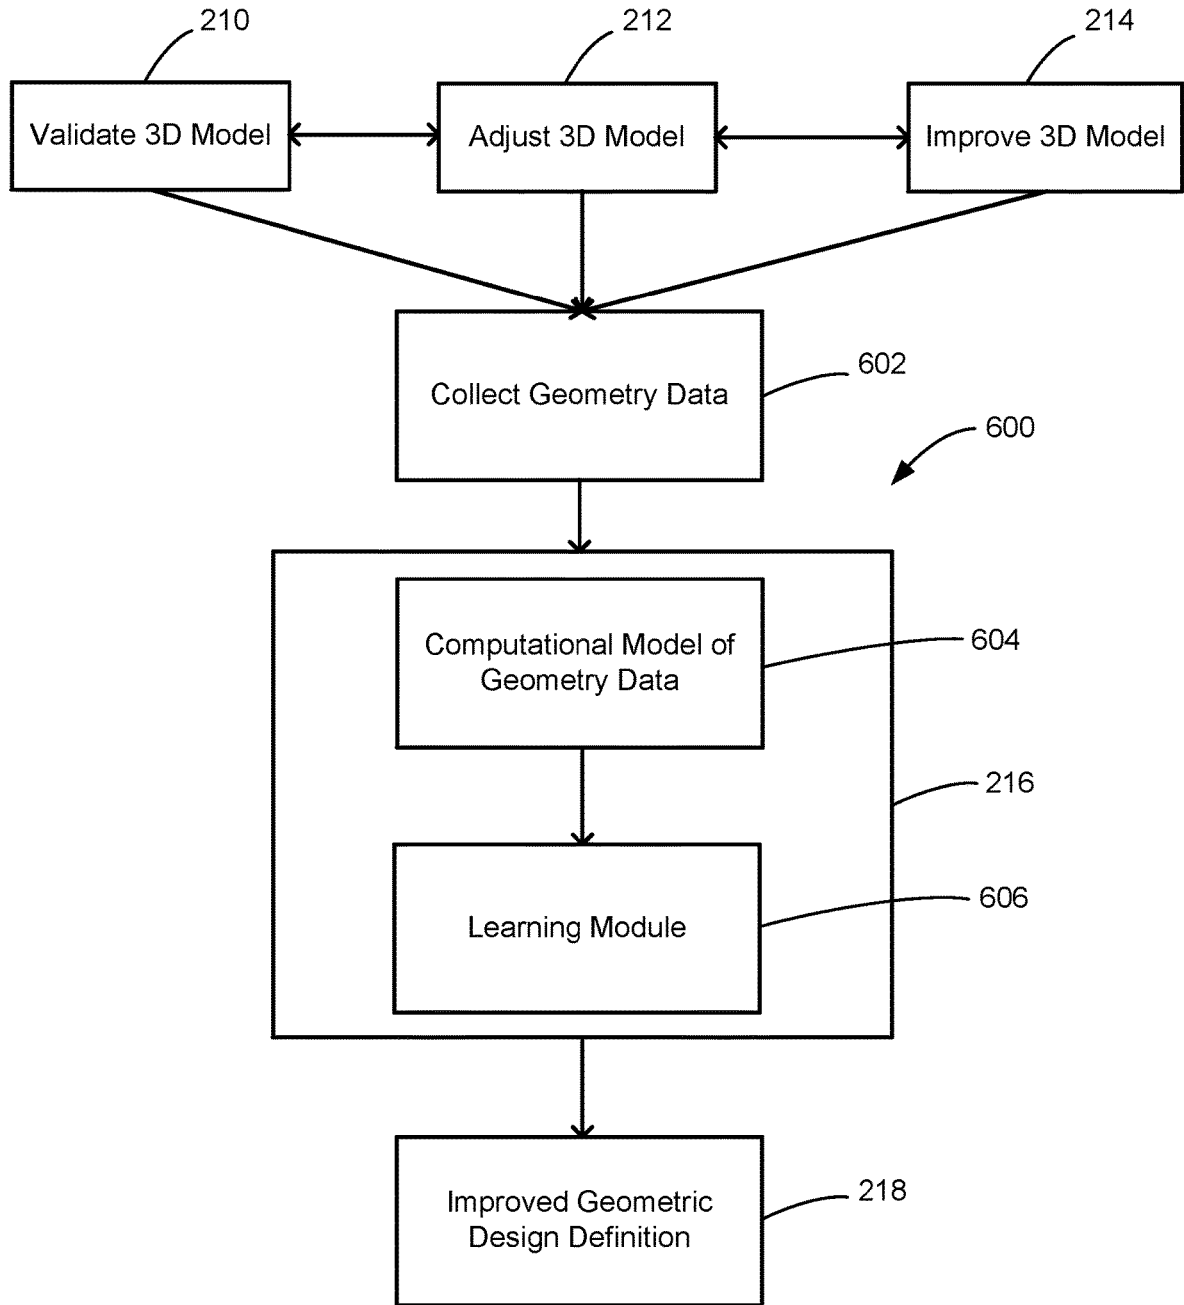 210
212
214
Validate 3D Model
Adjust 3D Model
Improve 3D Model
Collect Geometry Data
602
600
Computational Model of
Geometry Data
604
216
Learning Module
606
Improved Geometric
Design Definition
218